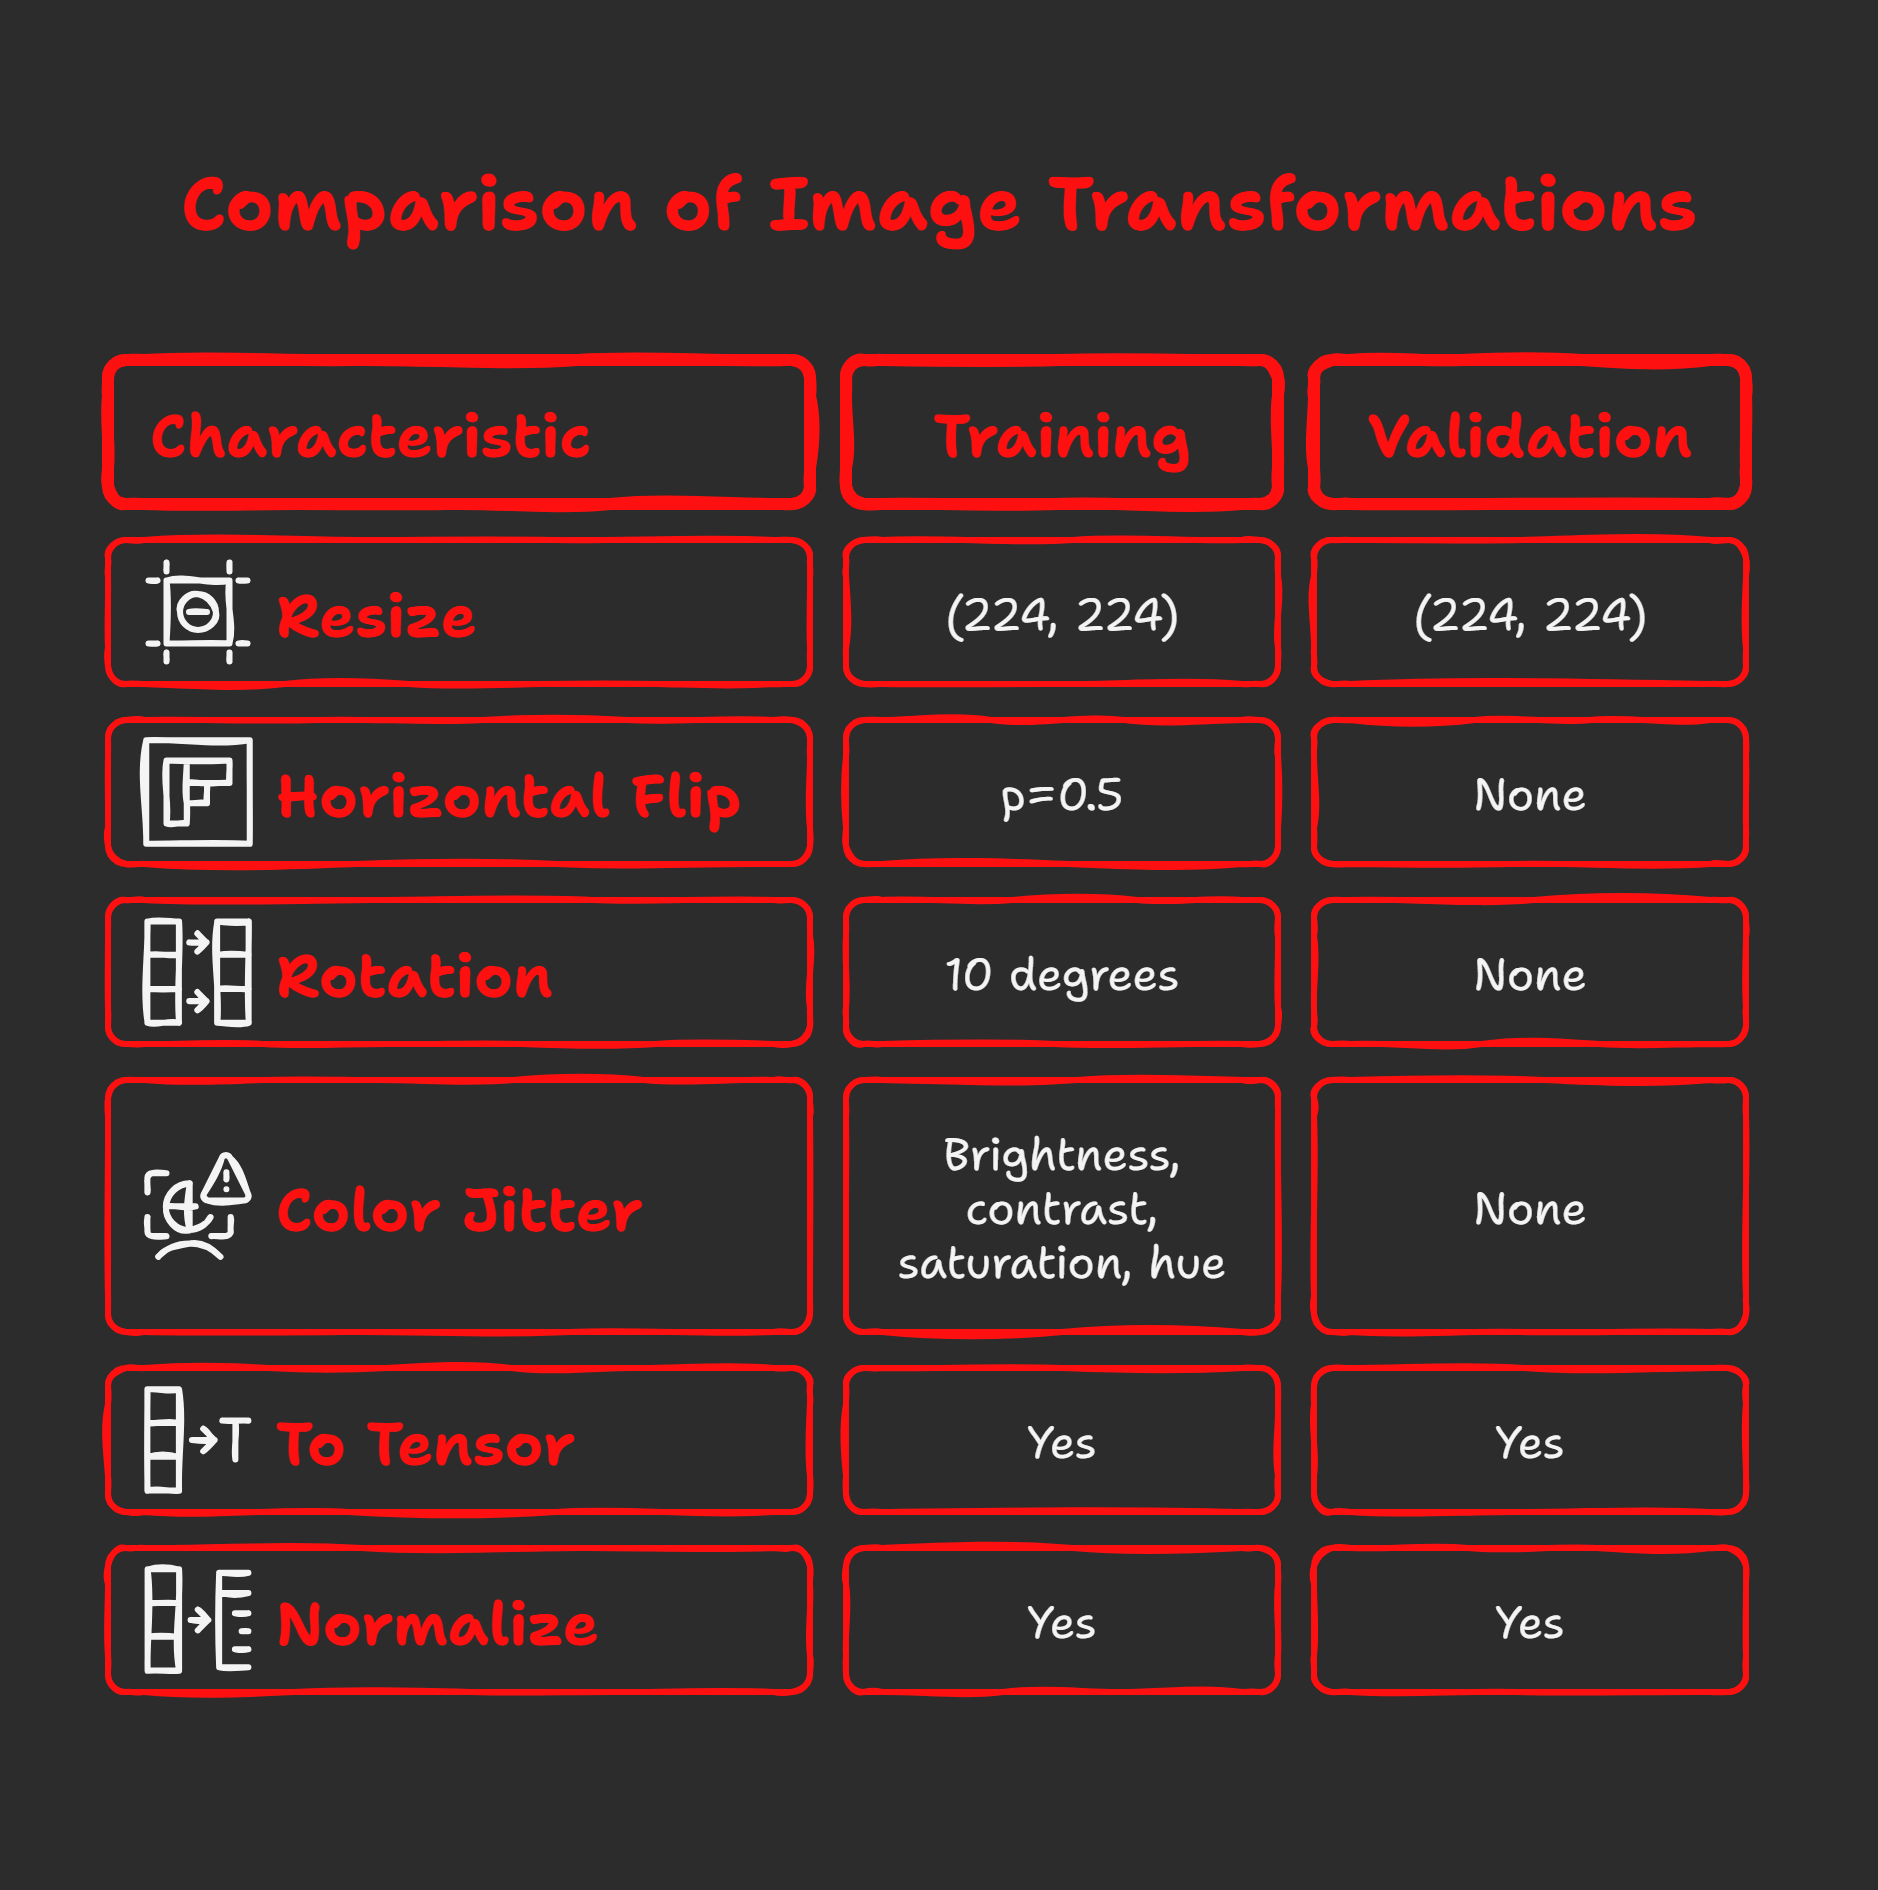 Comparison of Image Transformations
Characteristic Training Validation
Resize (224, 224) (224, 224)
Horizontal Flip p=0.5 None
Rotation 10 degrees None
Color Jitter Brightness,
contrast,
saturation, hue None
T To Tensor Yes Yes
Normalize Yes Yes